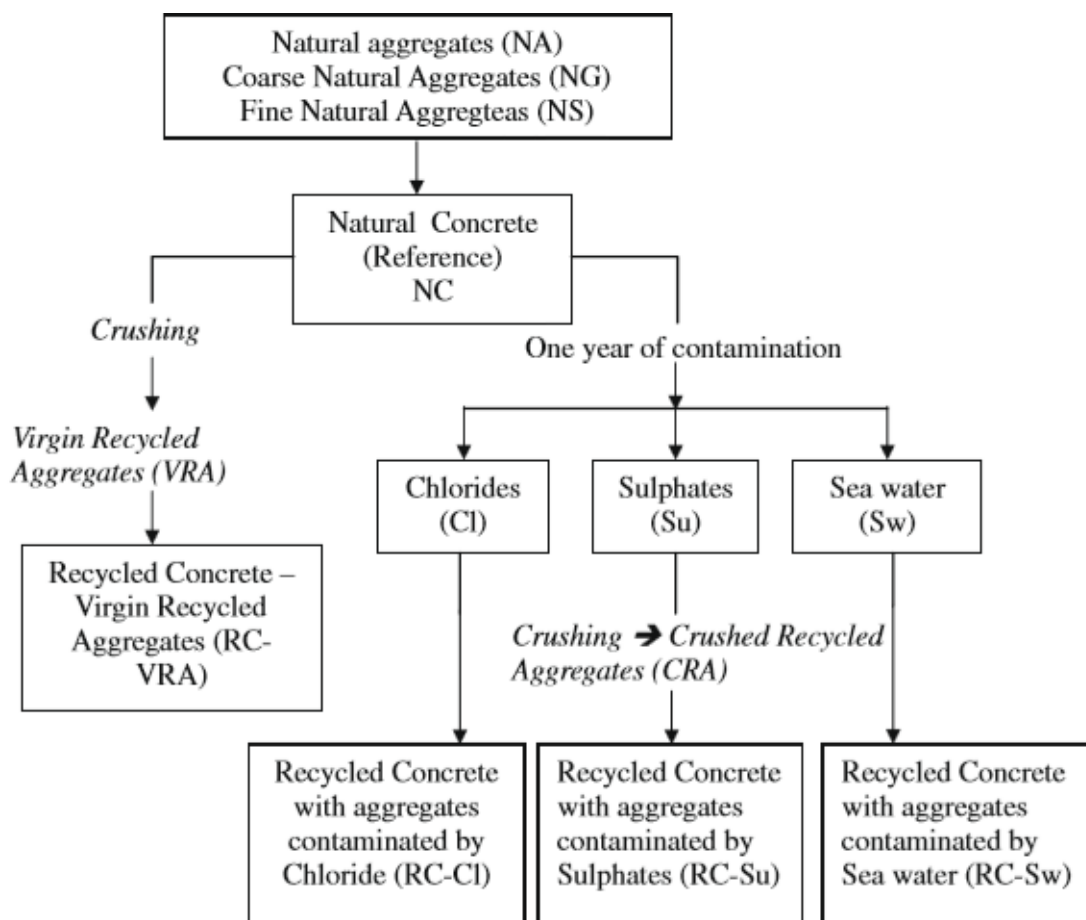 Natural aggregates (NA)
Coarse Natural Aggregates (NG)
Fine Natural Aggregteas (NS)
Natural Concrete
(Reference)
NC
Crushing
One year of contamination
Virgin Recycled
Aggregates (VRA)
Chlorides
(Cl)
Sulphates
(Su)
Sea water
(Sw)
Recycled Concrete –
Virgin Recycled
Aggregates (RC-
VRA)
Crushing ➔ Crushed Recycled
Aggregates (CRA)
Recycled Concrete
with aggregates
contaminated by
Chloride (RC-Cl)
Recycled Concrete
with aggregates
contaminated by
Sulphates (RC-Su)
Recycled Concrete
with aggregates
contaminated by
Sea water (RC-Sw)